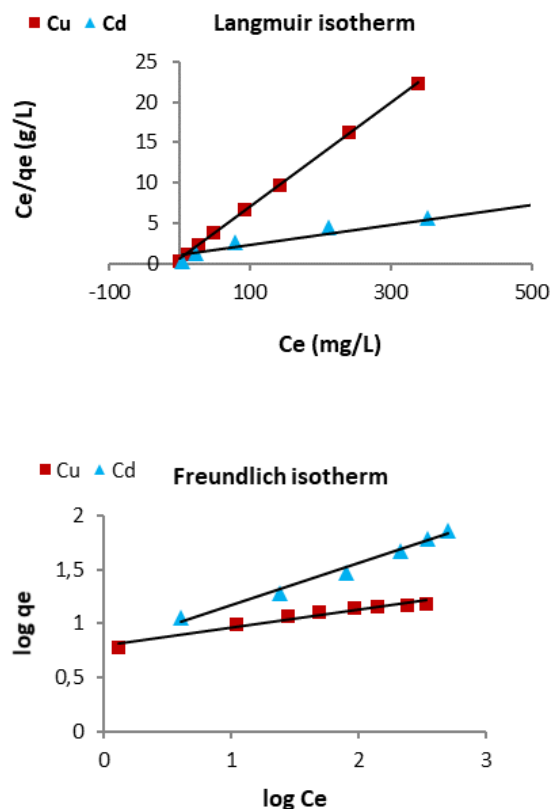 Cu Cd Langmuir isotherm
25
20
15
10
5
0
Ce/qe (g/L)
-100 100 300 500
Ce (mg/L)
Cu Cd Freundlich isotherm
2
1,5
1
0,5
0
log qe
0 1 2 3
log Ce